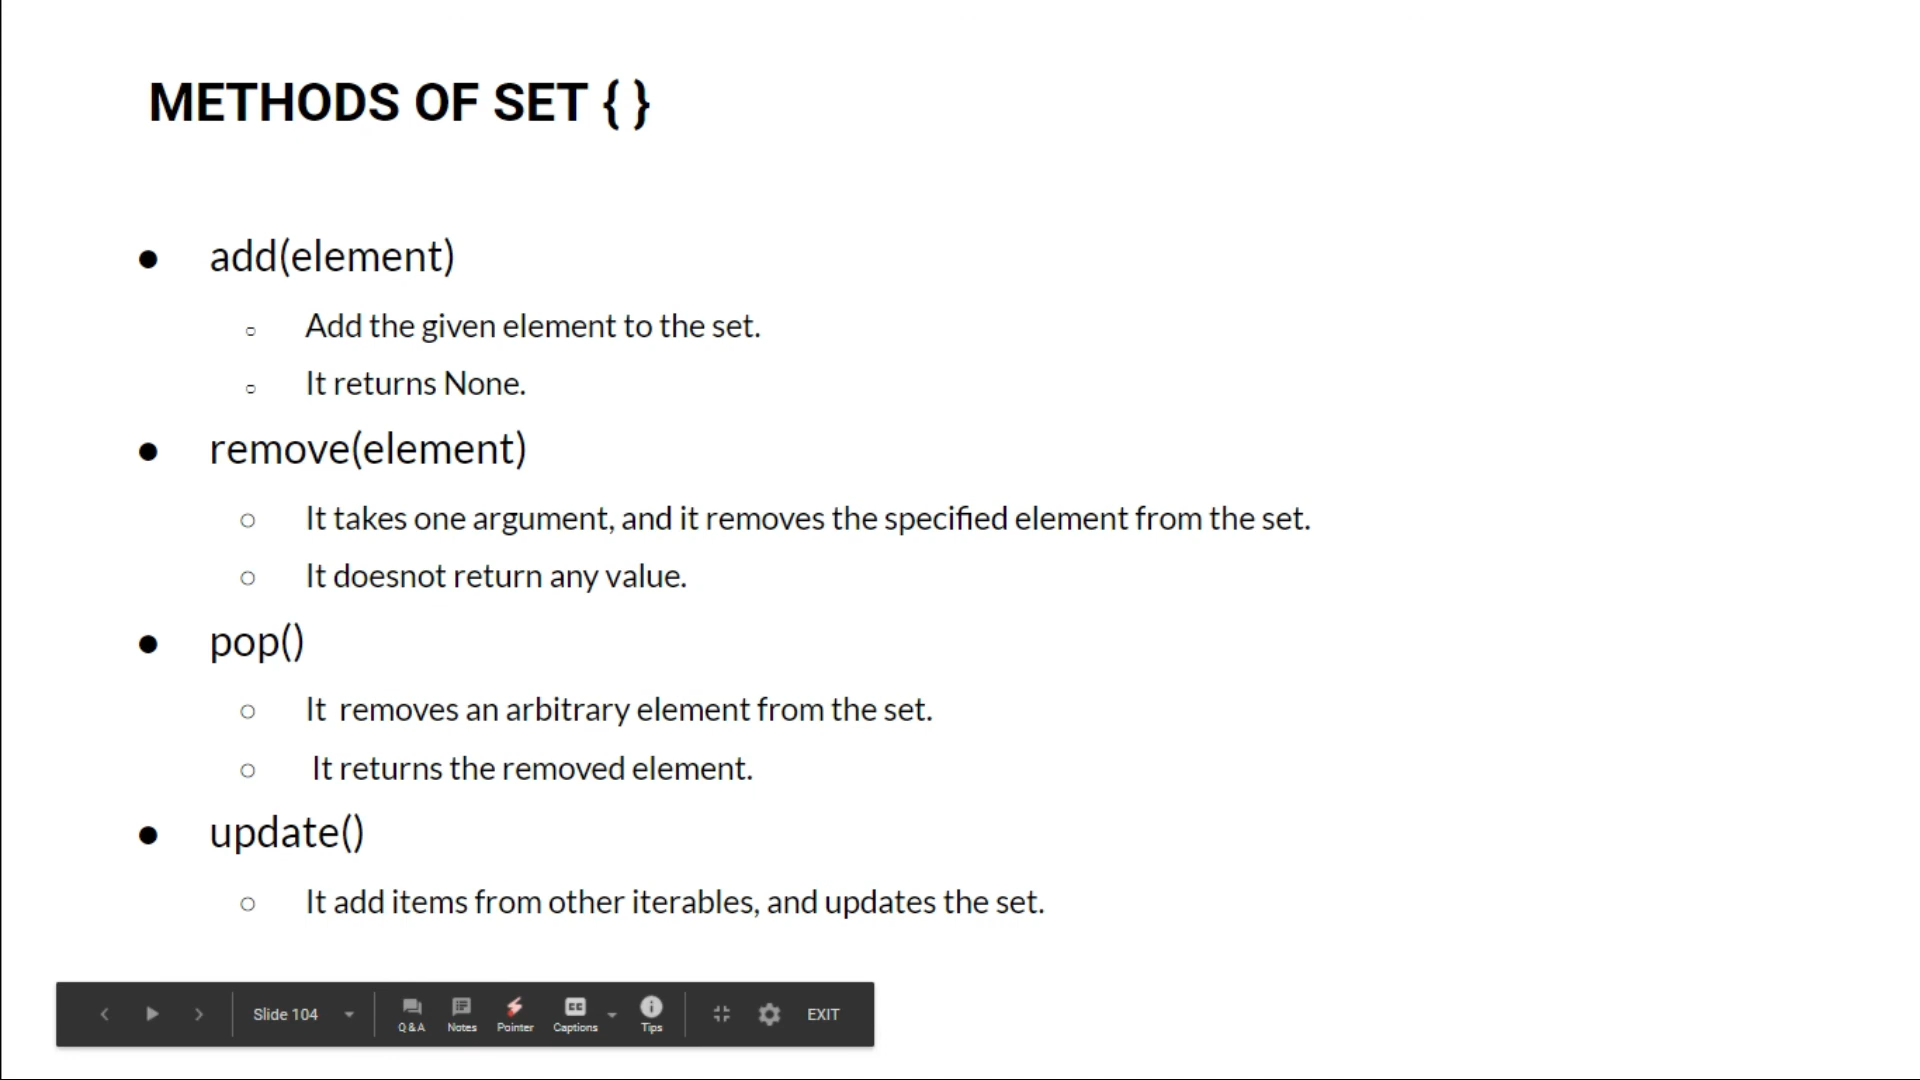 METHODS OF SET { }
● add(element)
○ Add the given element to the set.
○ It returns None.
● remove(element)
○ It takes one argument, and it removes the specified element from the set.
○ It doesnot return any value.
● pop()
○ It  removes an arbitrary element from the set.
○ It returns the removed element.
● update()
○ It add items from other iterables, and updates the set.
Slide 104 Q&A Notes Pointer CC Captions Tips EXIT